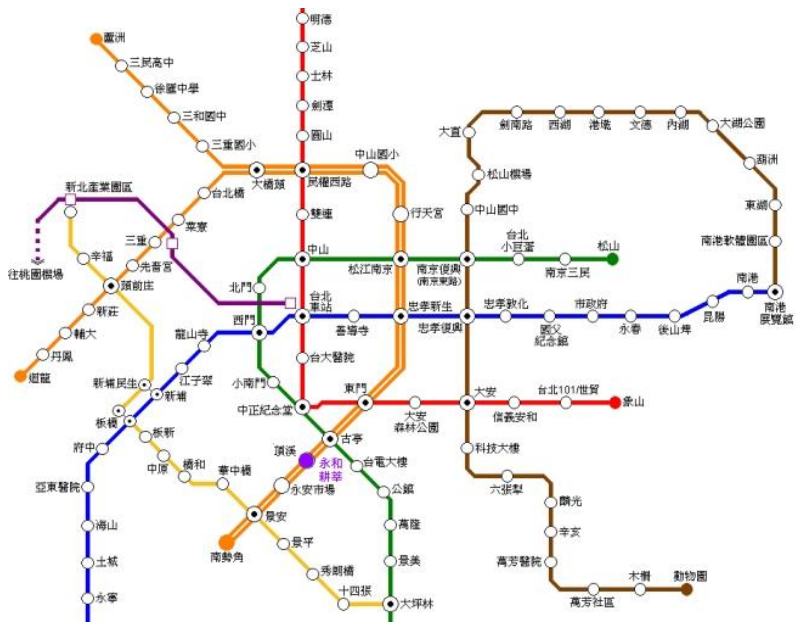 明德
芝山
士林
劍潭
圓山
民權西路
雙連
中山
台北
車站
台大醫院
中正紀念堂
蘆洲
三民高中
徐匯中學
三和國中
三重國小
大橋頭
台北橋
菜寮
三重
先嗇宮
頭前庄
新莊
輔大
丹鳳
迴龍
中山國小
行天宮
松江南京
忠孝新生
東門
古亭
頂溪
永和
耕莘
永安市場
景安
南勢角
新北產業園區
往桃園機場
幸福
新埔民生
板橋
板新
中原
橋和
華中橋
景平
秀朗橋
十四張
大坪林
北門
西門
小南門
台電大樓
公館
萬隆
景美
南京復興
(南京東路)
台北
小巨蛋
南京三民
松山
龍山寺
江子翠
新埔
府中
亞東醫院
海山
土城
永寧
善導寺
忠孝復興
忠孝敦化
國父
紀念館
市政府
永春
後山埤
昆陽
南港
南港
展覽館
大安
森林公園
大安
信義安和
台北101/世貿
象山
大直
劍南路
西湖
港墘
文德
內湖
大湖公園
葫洲
東湖
南港軟體園區
松山機場
中山國中
科技大樓
六張犁
麟光
辛亥
萬芳醫院
萬芳社區
木柵
動物園